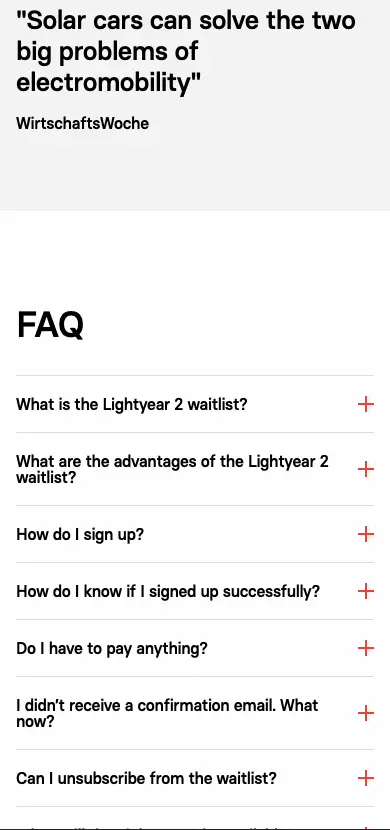 "Solar cars can solve the two
big problems of
electromobility"
WirtschaftsWoche
FAQ
What is the Lightyear 2 waitlist?
What are the advantages of the Lightyear 2
waitlist?
How do I sign up?
How do I know if I signed up successfully?
Do I have to pay anything?
I didn't receive a confirmation email. What
now?
Can I unsubscribe from the waitlist?